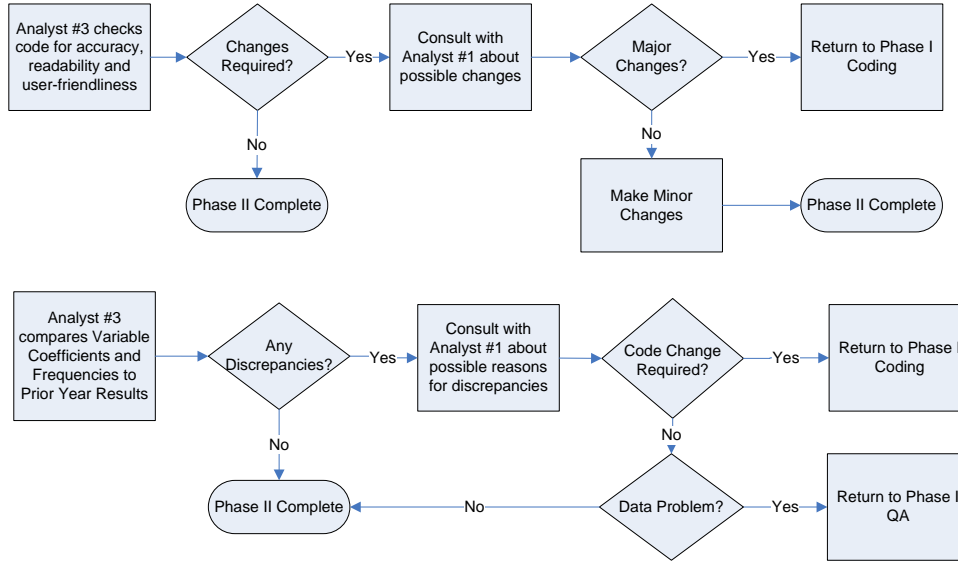 Analyst #3 checks
code for accuracy,
readability and
user-friendliness
Changes
Required?
Yes
Consult with
Analyst #1 about
possible changes
Major
Changes?
Yes
Return to Phase I
Coding
No
Phase II Complete
No
Make Minor
Changes
Phase II Complete
Analyst #3
compares Variable
Coefficients and
Frequencies to
Prior Year Results
Any
Discrepancies?
Yes
Consult with
Analyst #1 about
possible reasons
for discrepancies
Code Change
Required?
Yes
Return to Phase I
Coding
No
No
Phase II Complete
No
Data Problem?
Yes
Return to Phase I
QA